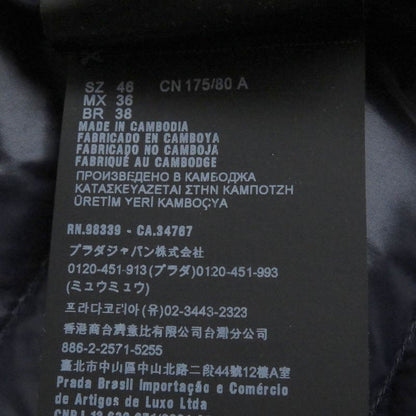 SZ 46 CN 175/80 A
MX 36
BR 38
MADE IN CAMBODIA
FABRICADO EN CAMBOYA
FABRICADO NO CAMBOJA
FABRIQUÉ AU CAMBODGE
ПРОИЗВЕДЕНО В КАМБОДЖА
ΚΑΤΑΣΚΕΥΑΖΕΤΑΙ ΣΤΗΝ ΚΑΜΠΟΤΖΗ
ÜRETİM YERİ KAMBOÇYA
RN.98339 - CA.34767
プラダジャパン株式会社
0120-451-913(プラダ)0120-451-993
(ミュウミュウ)
프라다코리아(유)02-3443-2323
香港商台灣蕙比有限公司台灣分公司
886-2-2571-5255
臺北市中山區中山北路二段44號12樓A室
Prada Brasil Importação e Comércio
de Artigos de Luxo Ltda